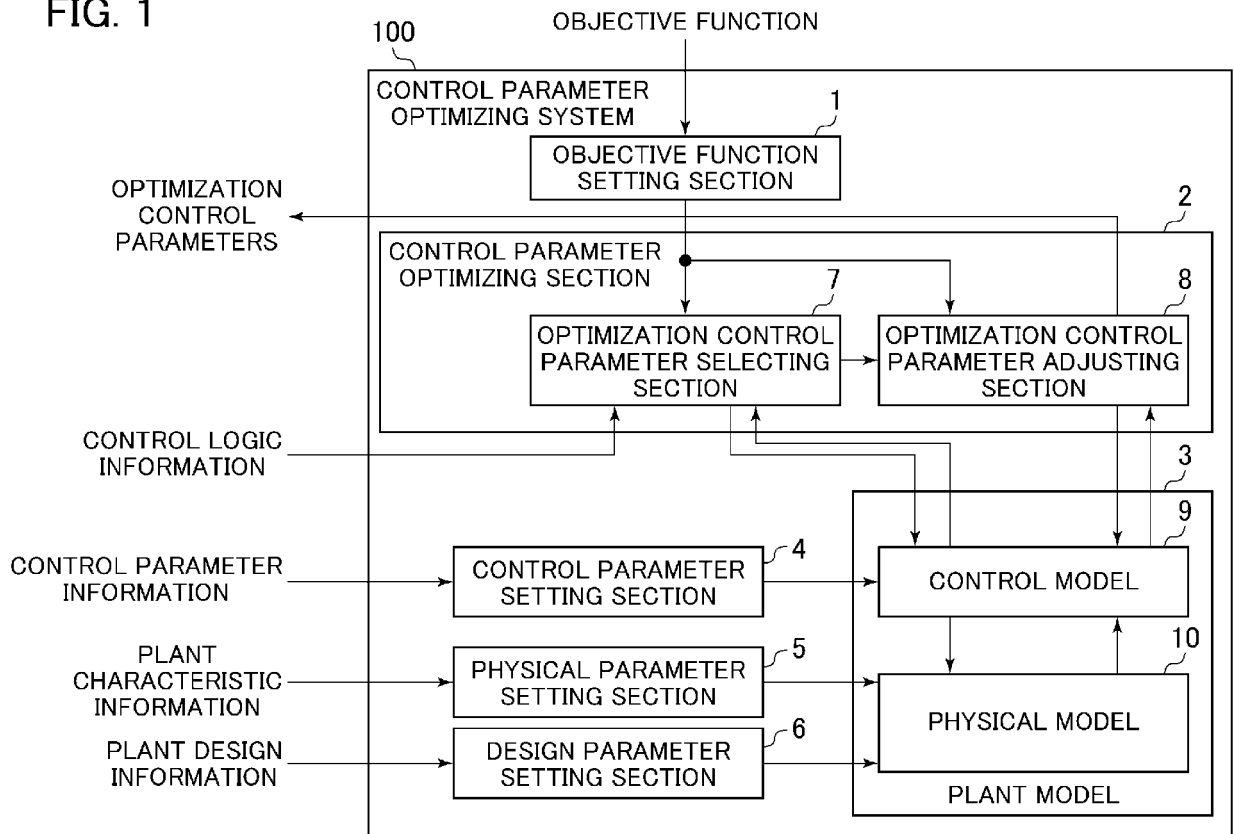 FIG. 1
OBJECTIVE FUNCTION
100
CONTROL PARAMETER
OPTIMIZING SYSTEM
1
OBJECTIVE FUNCTION
SETTING SECTION
OPTIMIZATION
CONTROL
PARAMETERS
2
CONTROL PARAMETER
OPTIMIZING SECTION
7
OPTIMIZATION CONTROL
PARAMETER SELECTING
SECTION
8
OPTIMIZATION CONTROL
PARAMETER ADJUSTING
SECTION
CONTROL LOGIC
INFORMATION
3
CONTROL PARAMETER
INFORMATION
4
CONTROL PARAMETER
SETTING SECTION
9
CONTROL MODEL
PLANT
CHARACTERISTIC
INFORMATION
5
PHYSICAL PARAMETER
SETTING SECTION
10
PHYSICAL MODEL
PLANT DESIGN
INFORMATION
6
DESIGN PARAMETER
SETTING SECTION
PLANT MODEL